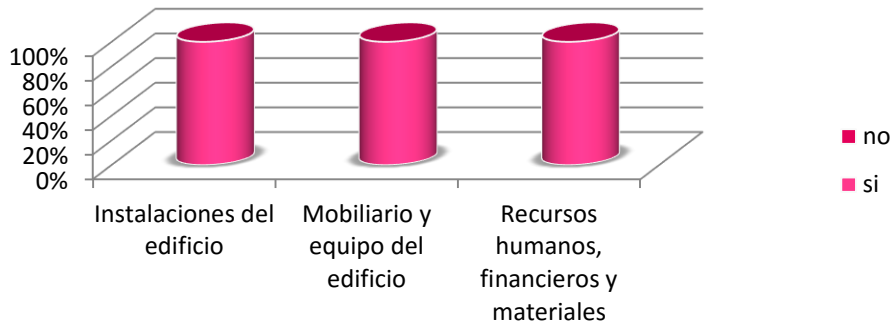 100%
80%
60%
40%
20%
0%
Instalaciones del
edificio
Mobiliario y
equipo del
edificio
Recursos
humanos,
financieros y
materiales
no
si